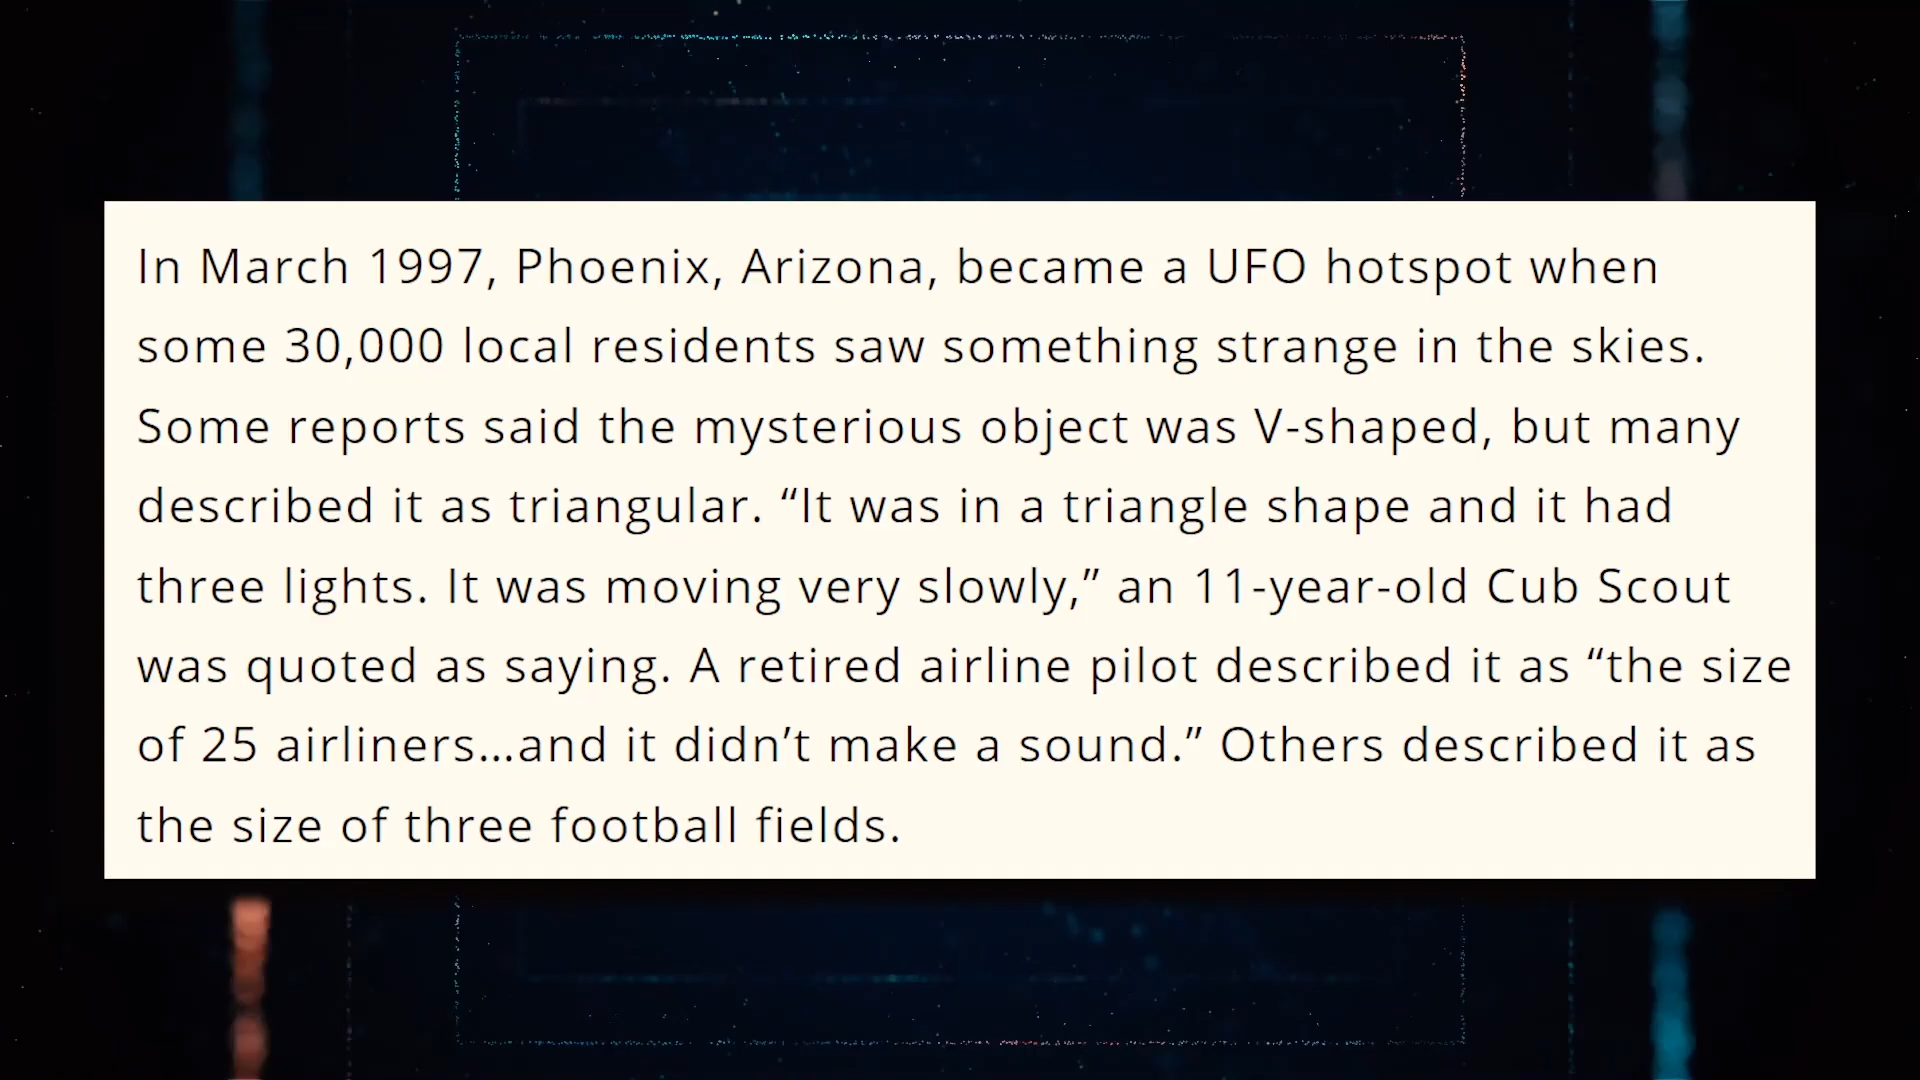 In March 1997, Phoenix, Arizona, became a UFO hotspot when
some 30,000 local residents saw something strange in the skies.
Some reports said the mysterious object was V-shaped, but many
described it as triangular. “It was in a triangle shape and it had
three lights. It was moving very slowly,” an 11-year-old Cub Scout
was quoted as saying. A retired airline pilot described it as “the size
of 25 airliners…and it didn’t make a sound.” Others described it as
the size of three football fields.